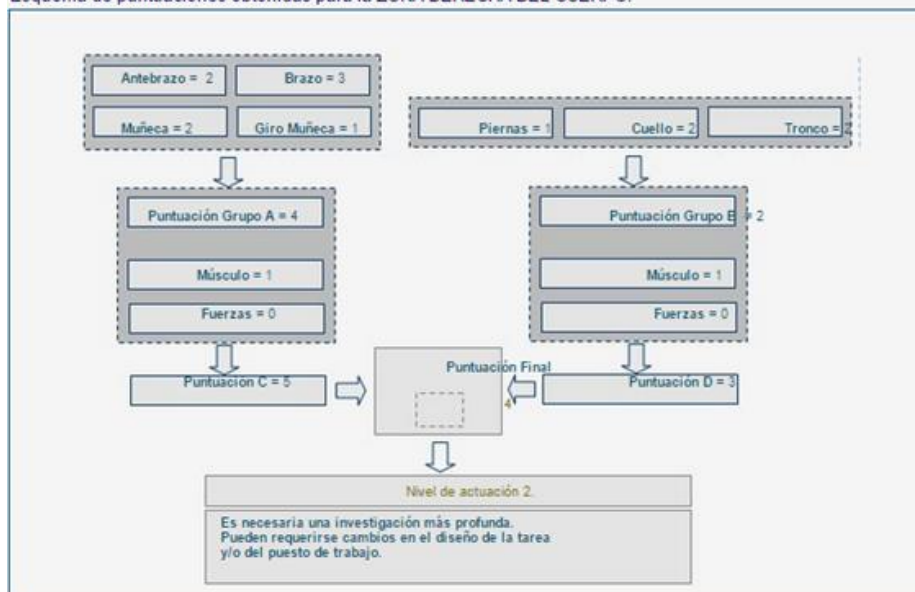 Antebrazo = 2
Brazo = 3
Muñeca = 2
Giro Muñeca = 1
Piernas = 1
Cuello = 2
Tronco = 2
Puntuación Grupo A = 4
Puntuación Grupo B = 2
Músculo = 1
Músculo = 1
Fuerzas = 0
Fuerzas = 0
Puntuación C = 5
Puntuación Final
4
Puntuación D = 3
Nivel de actuación 2.
Es necesaria una investigación más profunda.
Pueden requerirse cambios en el diseño de la tarea
y/o del puesto de trabajo.